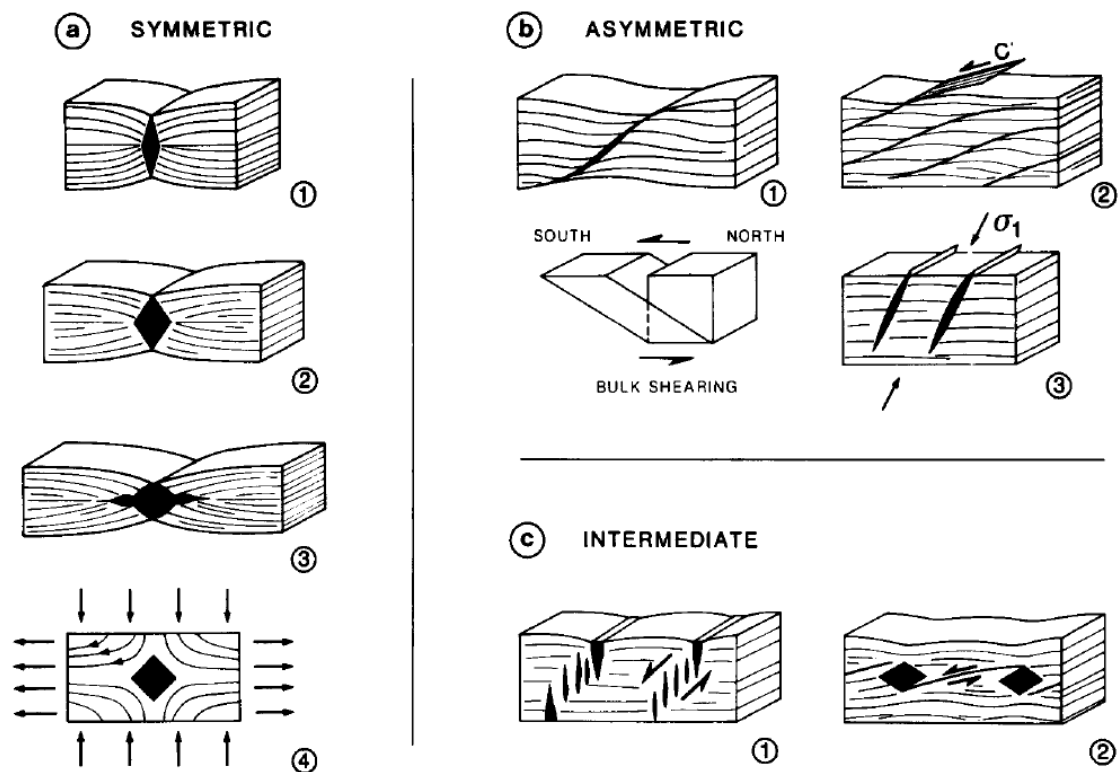 a SYMMETRIC
1
2
3
4
b ASYMMETRIC
1
C'
2
SOUTH NORTH
BULK SHEARING
σ1
3
c INTERMEDIATE
1
2